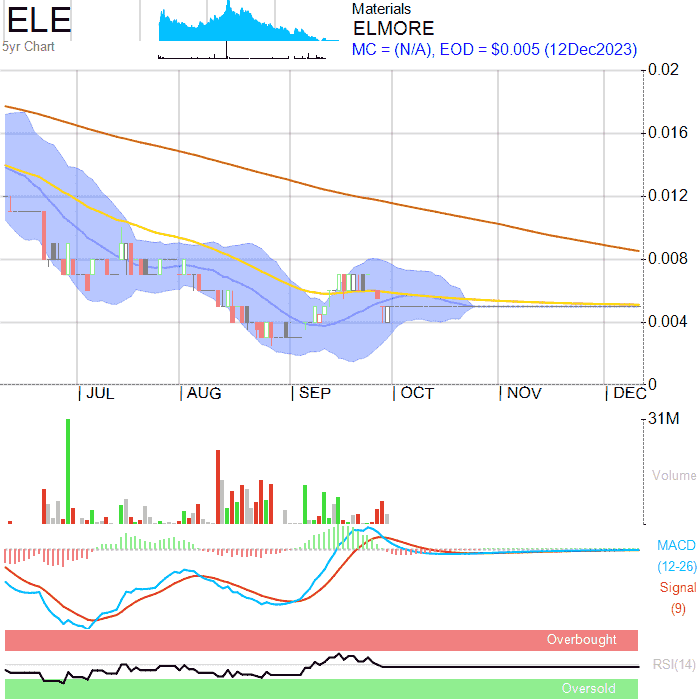 ELE
5yr Chart
Materials
ELMORE
MC = (N/A), EOD = $0.005 (12Dec2023)
0.02
0.016
0.012
0.008
0.004
0
JUL AUG SEP OCT NOV DEC
31M
Volume
MACD
(12-26)
Signal
(9)
Overbought
RSI(14)
Oversold